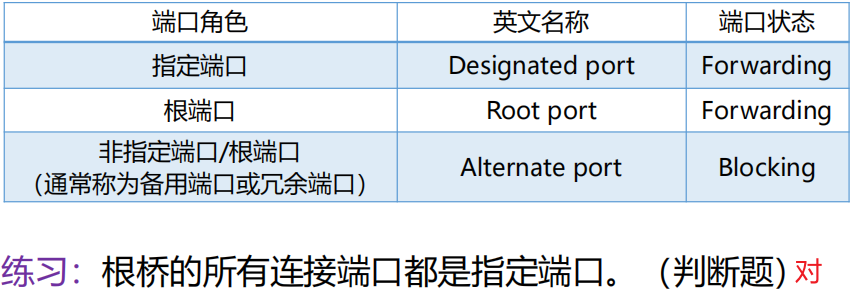 端口角色 英文名称 端口状态
指定端口 Designated port Forwarding
根端口 Root port Forwarding
非指定端口/根端口
（通常称为备用端口或冗余端口） Alternate port Blocking
练习：根桥的所有连接端口都是指定端口。（判断题）对